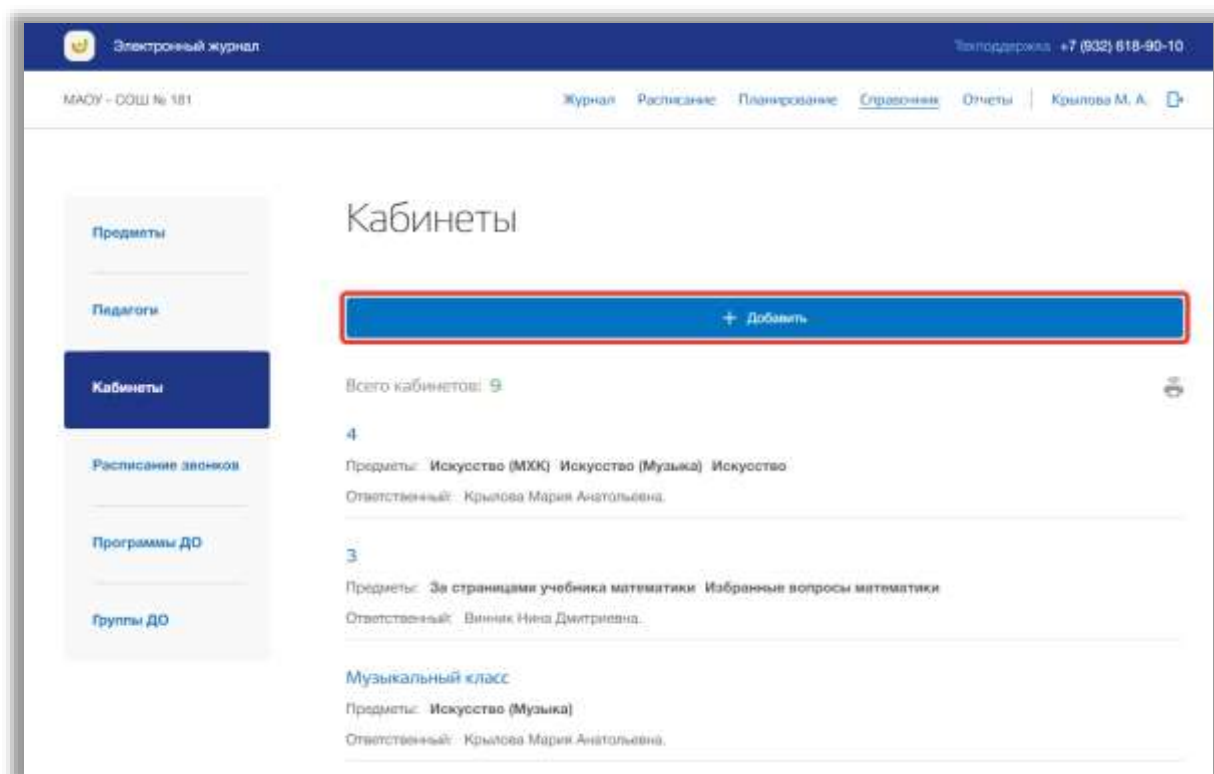 Электронный журнал
Техподдержка +7 (932) 618-90-10
МАОУ - СОШ № 181
Журнал Расписание Планирование Справочник Отчеты Крылова М. А.
Кабинеты
Предметы
Педагоги
Кабинеты
Расписание звонков
Программы ДО
Группы ДО
+ Добавить
Всего кабинетов: 9
4
Предметы: Искусство (МХК) Искусство (Музыка) Искусство
Ответственный: Крылова Мария Анатольевна.
3
Предметы: За страницами учебника математики Избранные вопросы математики
Ответственный: Винник Нина Дмитриевна.
Музыкальный класс
Предметы: Искусство (Музыка)
Ответственный: Крылова Мария Анатольевна.